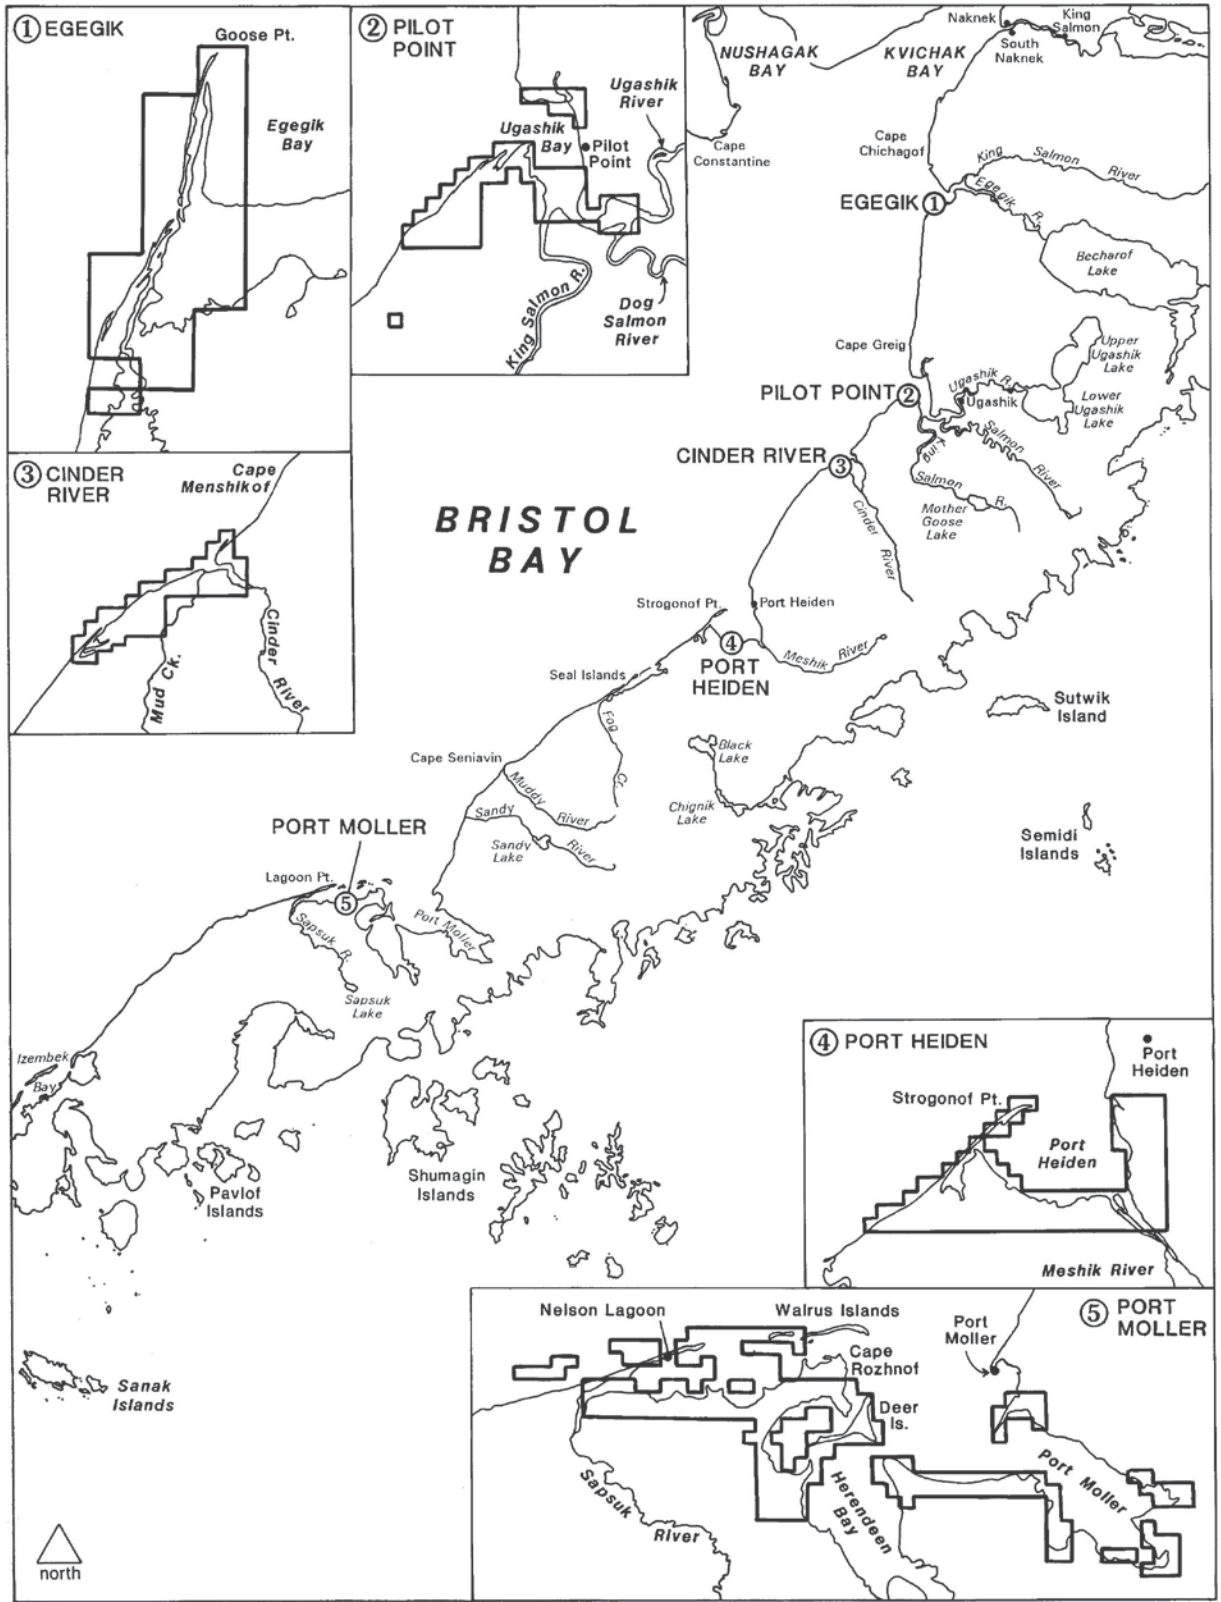 ① EGEGIK
Goose Pt.
Egegik
Bay
② PILOT
POINT
Ugashik
River
Ugashik
Bay
Pilot
Point
King Salmon R.
Dog
Salmon
River
③ CINDER
RIVER
Cape
Menshikof
Mud Ck.
Cinder River
NUSHAGAK
BAY
KVICHAK
BAY
Naknek
King
Salmon
South
Naknek
Cape
Constantine
Cape
Chichagof
King Salmon River
EGEGIK ①
Egegik R.
Becharof
Lake
Cape Greig
Upper
Ugashik
Lake
PILOT POINT ②
Ugashik R.
Ugashik
Lower
Ugashik
Lake
CINDER RIVER
③
Salmon River
Salmon R.
Mother
Goose
Lake
Cinder River
BRISTOL
BAY
Strogonof Pt.
Port Heiden
④
PORT
HEIDEN
Meshik River
Seal Islands
Fog Cr.
Sutwik
Island
Black
Lake
Chignik
Lake
Cape Seniavin
Muddy River
Sandy River
Sandy
Lake
Semidi
Islands
PORT MOLLER
Lagoon Pt.
⑤
Port Moller
Sapsuk R.
Sapsuk
Lake
Izembek
Bay
Pavlof
Islands
Shumagin
Islands
Sanak
Islands
④ PORT HEIDEN
Port
Heiden
Strogonof Pt.
Port
Heiden
Meshik River
⑤ PORT
MOLLER
Nelson Lagoon
Walrus Islands
Port
Moller
Cape
Rozhnof
Deer
Is.
Sapsuk River
Herendeen
Bay
Port Moller
north